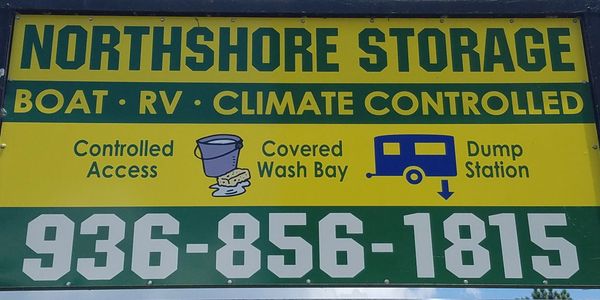 NORTHSHORE STORAGE
BOAT · RV · CLIMATE CONTROLLED
Controlled Access
Covered Wash Bay
Dump Station
936-856-1815